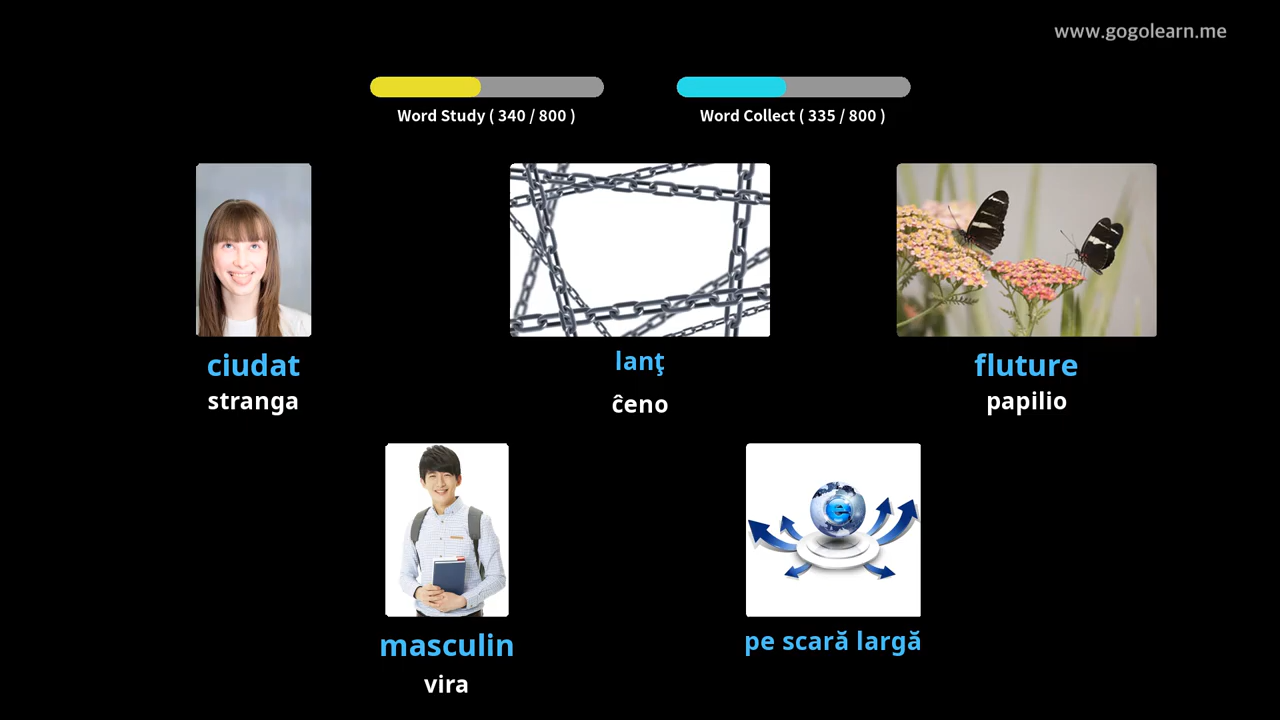 www.gogolearn.me
Word Study ( 340 / 800 )
Word Collect ( 335 / 800 )
ciudat
stranga
lanţ
ĉeno
fluture
papilio
masculin
vira
e
pe scară largă